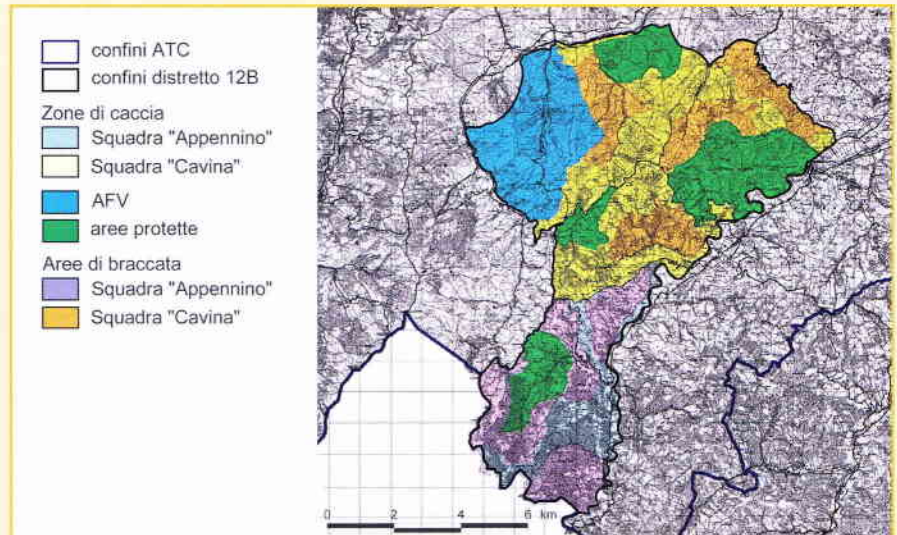 confini ATC
confini distretto 12B
Zone di caccia
Squadra "Appennino"
Squadra "Cavina"
AFV
aree protette
Aree di braccata
Squadra "Appennino"
Squadra "Cavina"
0 2 4 6 km